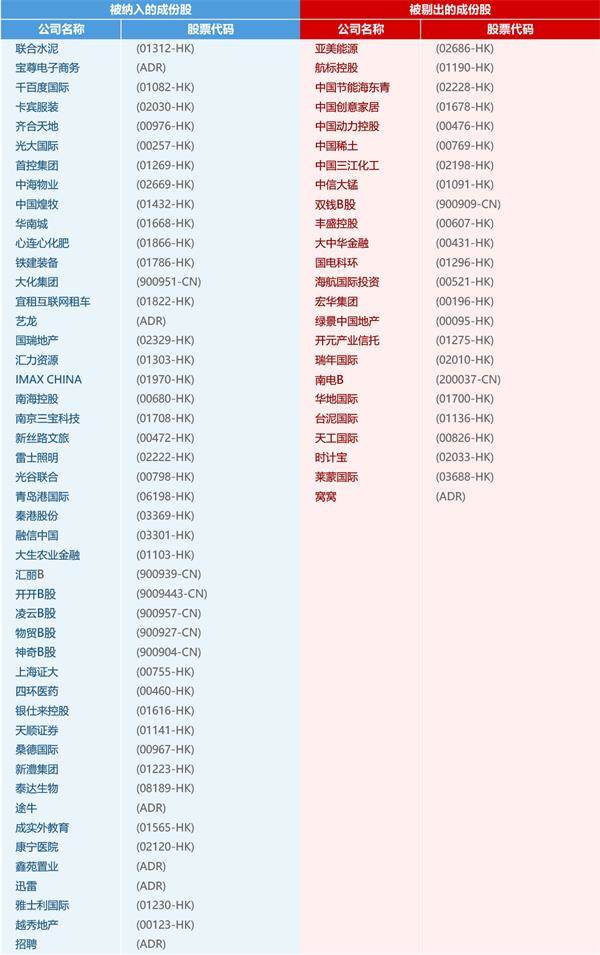 被纳入的成份股 被剔出的成份股
公司名称 股票代码 公司名称 股票代码
联合水泥 (01312-HK) 亚美能源 (02686-HK)
宝尊电子商务 (ADR) 航标控股 (01190-HK)
千百度国际 (01082-HK) 中国节能海东青 (02228-HK)
卡宾服装 (02030-HK) 中国创意家居 (01678-HK)
齐合天地 (00976-HK) 中国动力控股 (00476-HK)
光大国际 (00257-HK) 中国稀土 (00769-HK)
首控集团 (01269-HK) 中国三江化工 (02198-HK)
中海物业 (02669-HK) 中信大锰 (01091-HK)
中国煌牧 (01432-HK) 双钱B股 (900909-CN)
华南城 (01668-HK) 丰盛控股 (00607-HK)
心连心化肥 (01866-HK) 大中华金融 (00431-HK)
铁建装备 (01786-HK) 国电科环 (01296-HK)
大化集团 (900951-CN) 海航国际投资 (00521-HK)
宜租互联网租车 (01822-HK) 宏华集团 (00196-HK)
艺龙 (ADR) 绿景中国地产 (00095-HK)
国瑞地产 (02329-HK) 开元产业信托 (01275-HK)
汇力资源 (01303-HK) 瑞年国际 (02010-HK)
IMAX CHINA (01970-HK) 南电B (200037-CN)
南海控股 (00680-HK) 华地国际 (01700-HK)
南京三宝科技 (01708-HK) 台泥国际 (01136-HK)
新丝路文旅 (00472-HK) 天工国际 (00826-HK)
雷士照明 (02222-HK) 时计宝 (02033-HK)
光谷联合 (00798-HK) 莱蒙国际 (03688-HK)
青岛港国际 (06198-HK) 窝窝 (ADR)
秦港股份 (03369-HK)
融信中国 (03301-HK)
大生农业金融 (01103-HK)
汇丽B (900939-CN)
开开B股 (9009443-CN)
凌云B股 (900957-CN)
物贸B股 (900927-CN)
神奇B股 (900904-CN)
上海证大 (00755-HK)
四环医药 (00460-HK)
银仕来控股 (01616-HK)
天顺证券 (01141-HK)
桑德国际 (00967-HK)
新澧集团 (01223-HK)
泰达生物 (08189-HK)
途牛 (ADR)
成实外教育 (01565-HK)
康宁医院 (02120-HK)
鑫苑置业 (ADR)
迅雷 (ADR)
雅士利国际 (01230-HK)
越秀地产 (00123-HK)
招聘 (ADR)